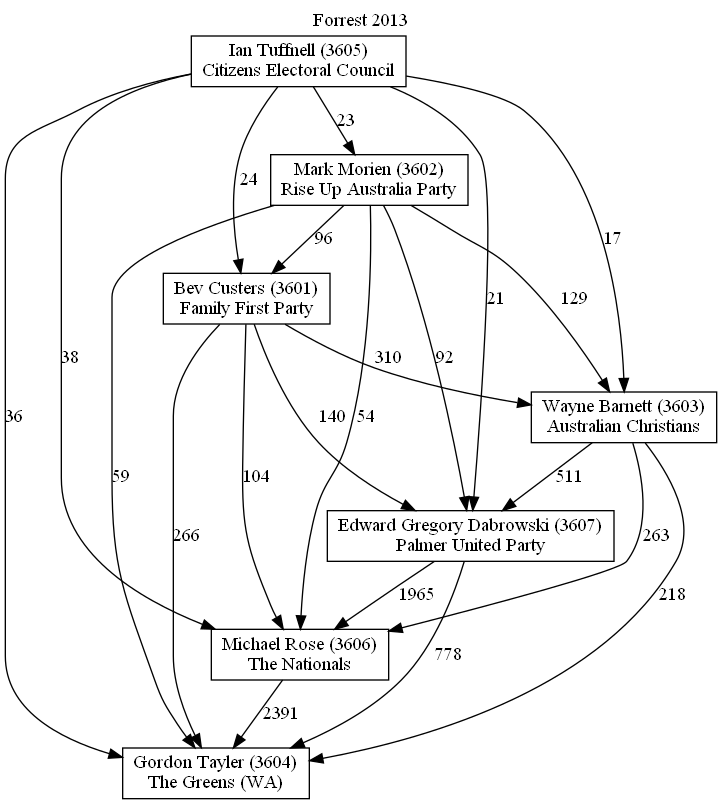 Forrest 2013
Ian Tuffnell (3605)
Citizens Electoral Council
23
Mark Morien (3602)
Rise Up Australia Party
24
96
17
Bev Custers (3601)
Family First Party
21
129
38
310
92
Wayne Barnett (3603)
Australian Christians
36
140
54
59
104
511
Edward Gregory Dabrowski (3607)
Palmer United Party
266
263
1965
218
Michael Rose (3606)
The Nationals
778
2391
Gordon Tayler (3604)
The Greens (WA)